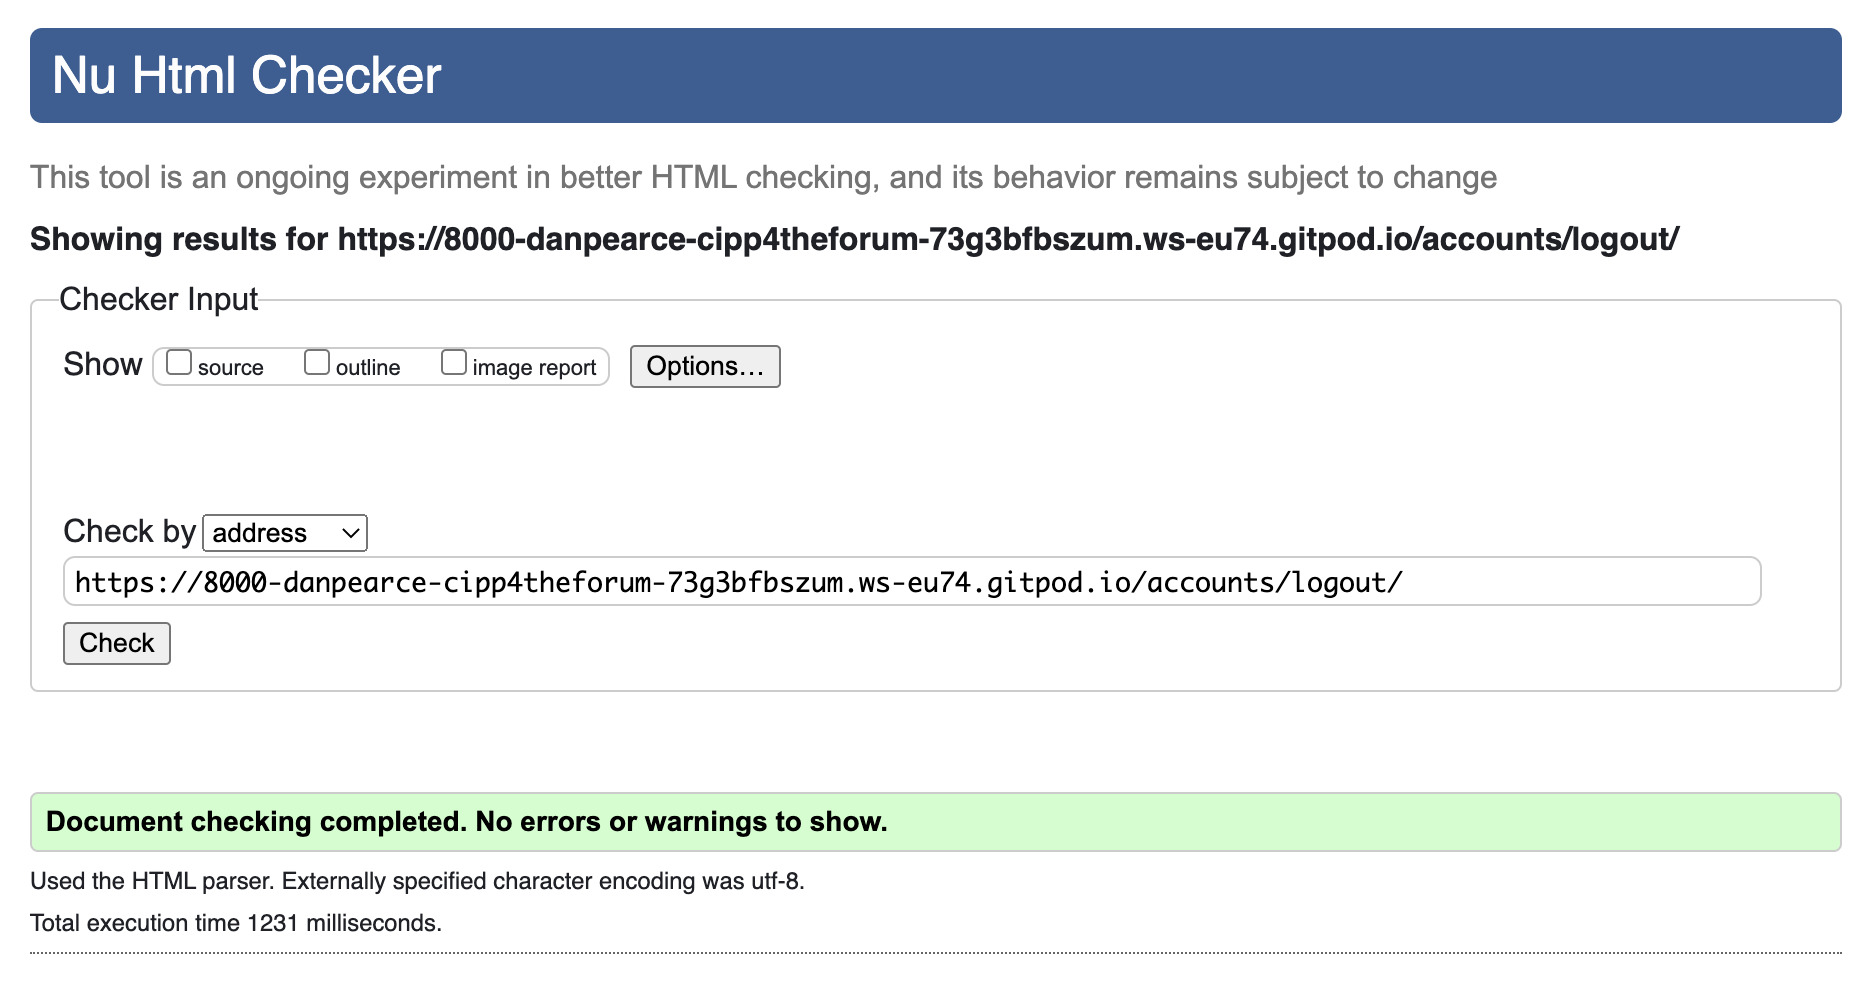 Nu Html Checker
This tool is an ongoing experiment in better HTML checking, and its behavior remains subject to change
Showing results for https://8000-danpearce-cipp4theforum-73g3bfbszum.ws-eu74.gitpod.io/accounts/logout/
Checker Input
Show source outline image report Options...
Check by address
https://8000-danpearce-cipp4theforum-73g3bfbszum.ws-eu74.gitpod.io/accounts/logout/
Check
Document checking completed. No errors or warnings to show.
Used the HTML parser. Externally specified character encoding was utf-8.
Total execution time 1231 milliseconds.